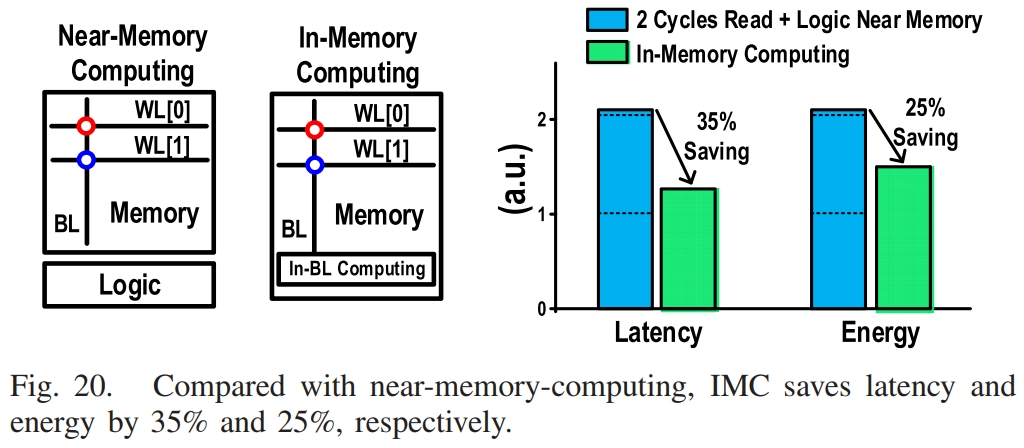 Near-Memory
Computing
WL[0]
WL[1]
BL
Memory
Logic
In-Memory
Computing
WL[0]
WL[1]
BL
Memory
In-BL Computing
2 Cycles Read + Logic Near Memory
In-Memory Computing
(a.u.)
2
1
0
35%
Saving
25%
Saving
Latency
Energy
Fig. 20. Compared with near-memory-computing, IMC saves latency and
energy by 35% and 25%, respectively.